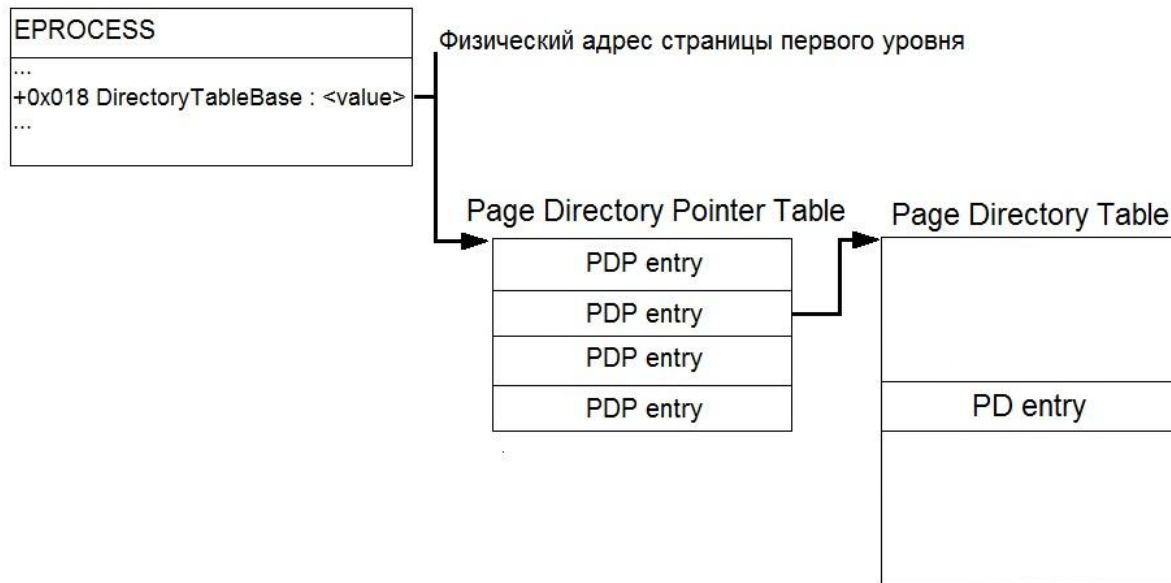 EPROCESS
...
+0x018 DirectoryTableBase : <value>
...
Физический адрес страницы первого уровня
Page Directory Pointer Table
PDP entry
PDP entry
PDP entry
PDP entry
Page Directory Table
PD entry